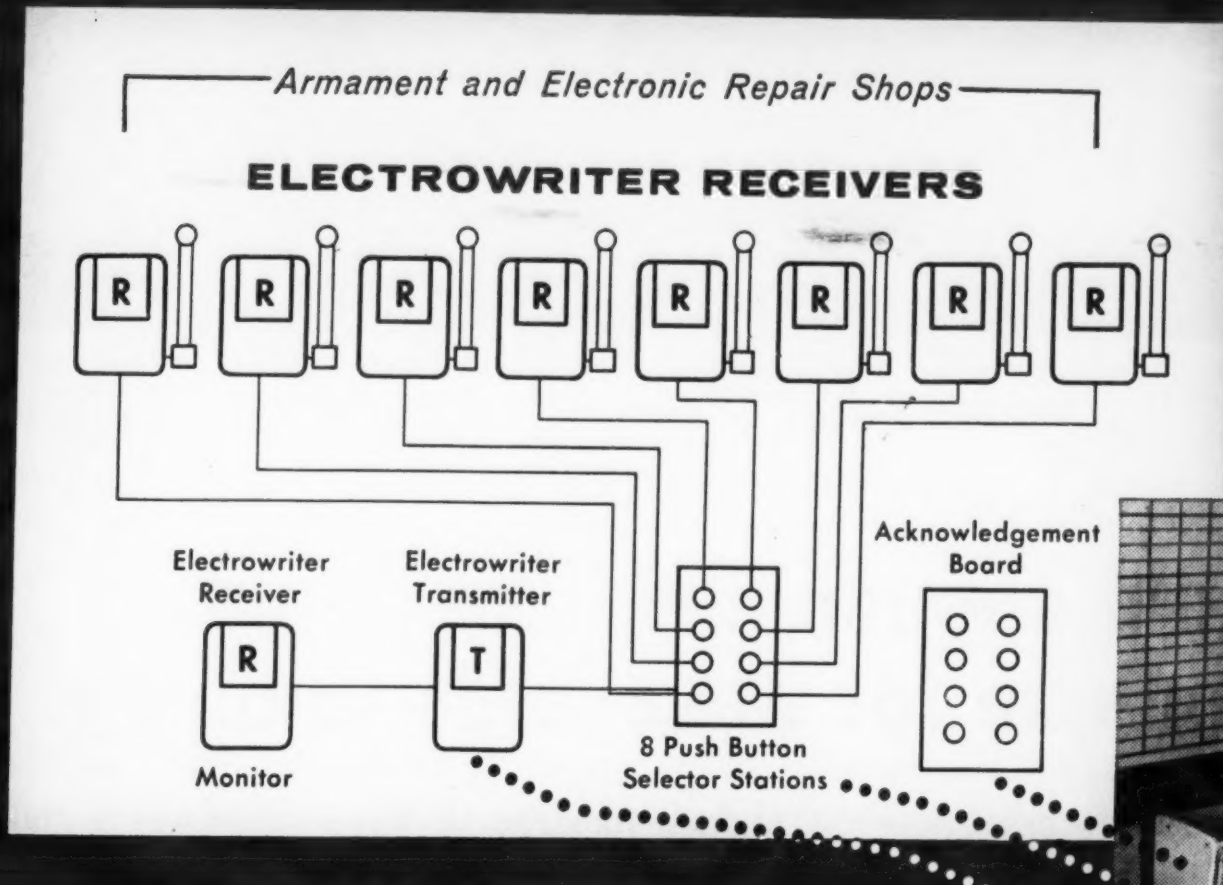 Armament and Electronic Repair Shops
ELECTROWRITER RECEIVERS
R R R R R R R R
Electrowriter
Receiver
R
Monitor
Electrowriter
Transmitter
T
8 Push Button
Selector Stations
Acknowledgement
Board